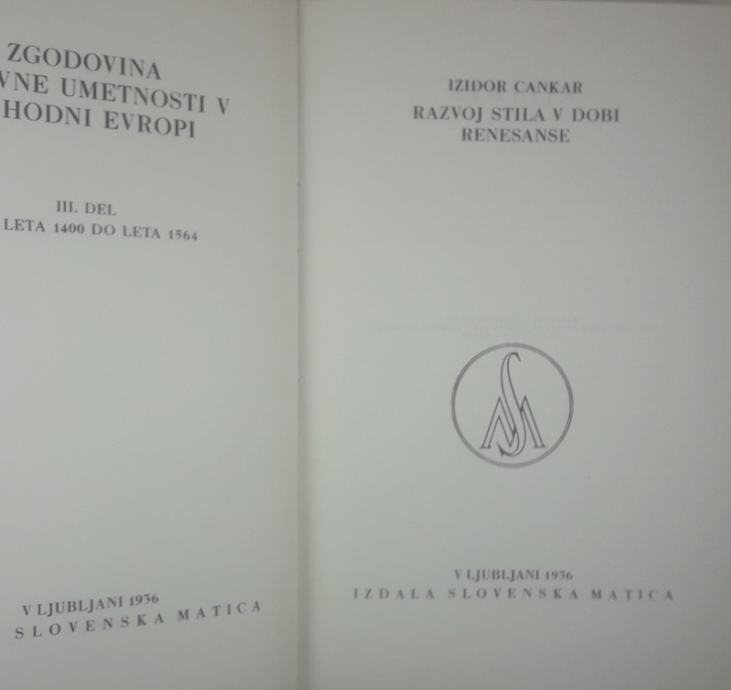 ZGODOVINA
VNE UMETNOSTI V
HODNI EVROPI
III. DEL
LETA 1400 DO LETA 1564
V LJUBLJANI 1936
SLOVENSKA MATICA
IZIDOR CANKAR
RAZVOJ STILA V DOBI
RENESANSE
SM
V LJUBLJANI 1936
IZDALA SLOVENSKA MATICA